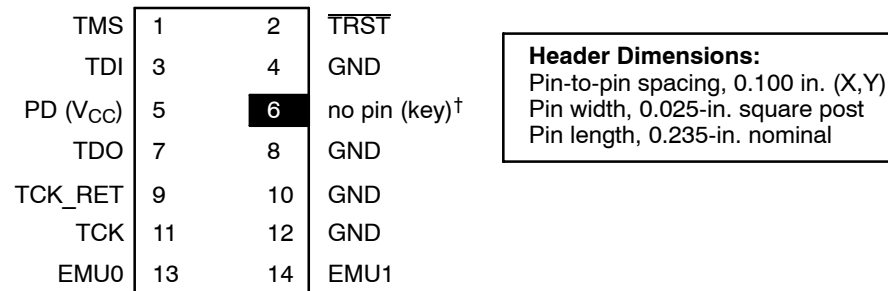 TMS 1 2 TRST
TDI 3 4 GND
PD (VCC) 5 6 no pin (key)†
TDO 7 8 GND
TCK_RET 9 10 GND
TCK 11 12 GND
EMU0 13 14 EMU1
Header Dimensions:
Pin-to-pin spacing, 0.100 in. (X,Y)
Pin width, 0.025-in. square post
Pin length, 0.235-in. nominal